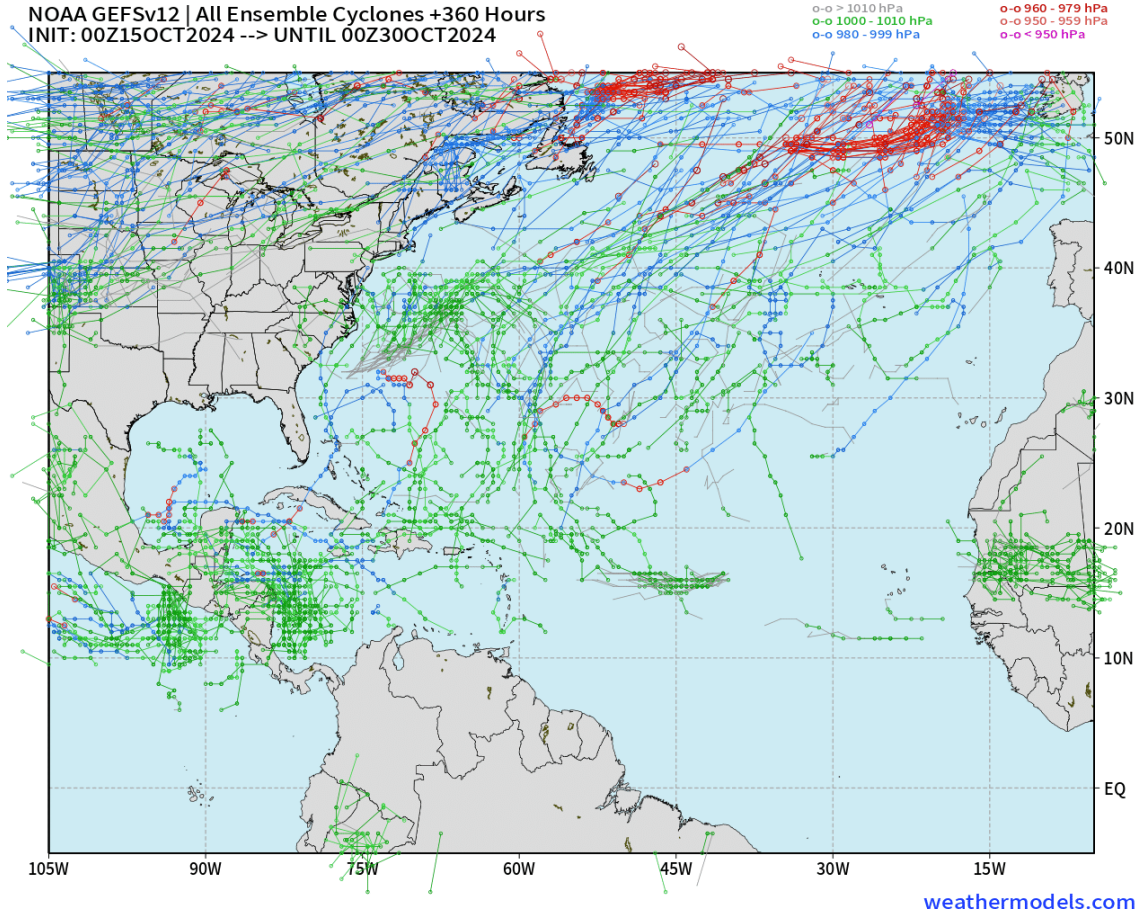 NOAA GEFSv12 | All Ensemble Cyclones +360 Hours
INIT: 00Z15OCT2024 --> UNTIL 00Z30OCT2024
o-o > 1010 hPa
o-o 1000 - 1010 hPa
o-o 980 - 999 hPa
o-o 960 - 979 hPa
o-o 950 - 959 hPa
o-o < 950 hPa
50N
40N
30N
20N
10N
EQ
105W 90W 75W 60W 45W 30W 15W
weathermodels.com